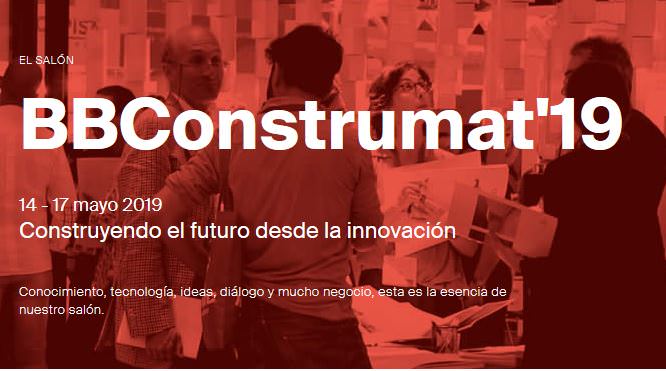 EL SALÓN
BBConstrumat'19
14 - 17 mayo 2019
Construyendo el futuro desde la innovación
Conocimiento, tecnología, ideas, diálogo y mucho negocio, esta es la esencia de
nuestro salón.